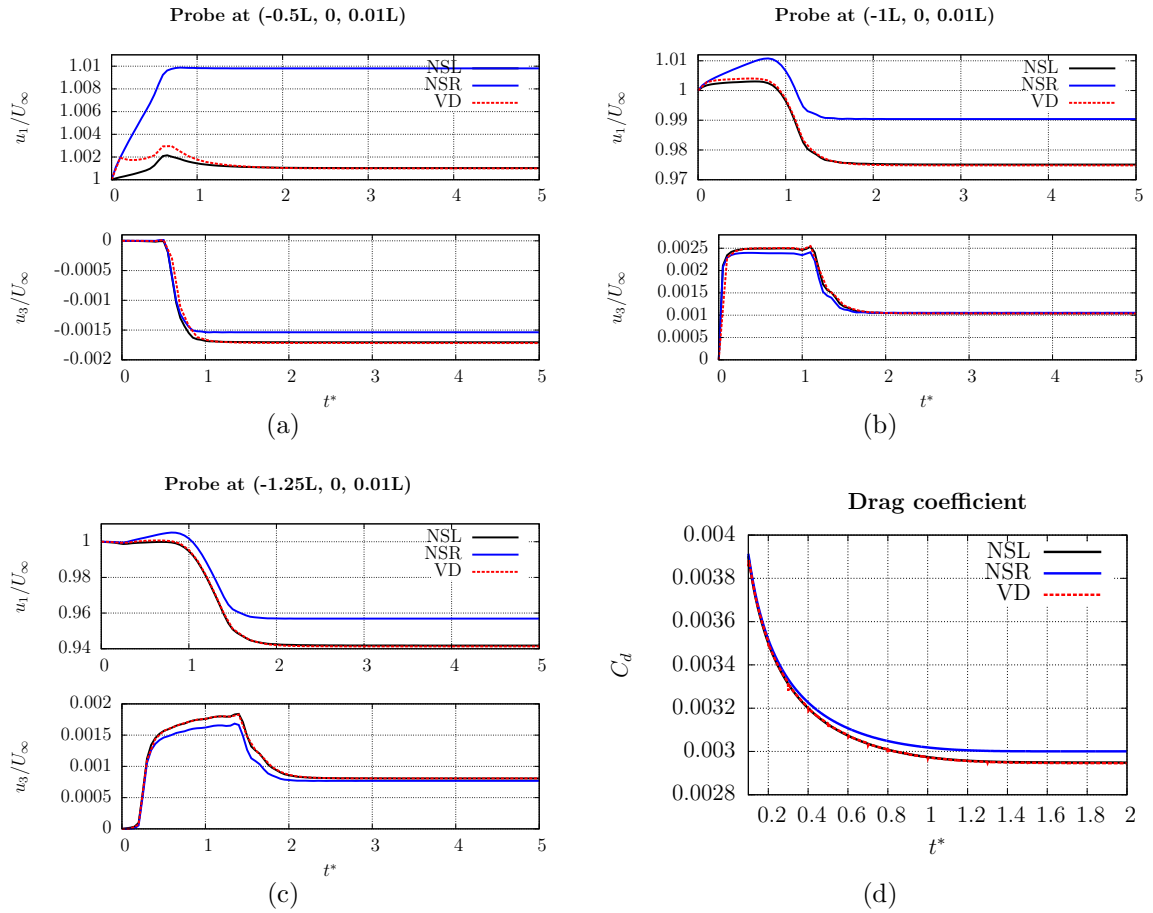 Probe at (-0.5L, 0, 0.01L)
u₁/U∞
1.01
1.008
1.006
1.004
1.002
1
NSL
NSR
VD
0 1 2 3 4 5
u₃/U∞
0
-0.0005
-0.001
-0.0015
-0.002
0 1 2 3 4 5
t*
(a)
Probe at (-1L, 0, 0.01L)
u₁/U∞
1.01
1
0.99
0.98
0.97
NSL
NSR
VD
0 1 2 3 4 5
u₃/U∞
0.0025
0.002
0.0015
0.001
0.0005
0
0 1 2 3 4 5
t*
(b)
Probe at (-1.25L, 0, 0.01L)
u₁/U∞
1
0.98
0.96
0.94
NSL
NSR
VD
0 1 2 3 4 5
u₃/U∞
0.002
0.0015
0.001
0.0005
0
0 1 2 3 4 5
t*
(c)
Drag coefficient
C_d
0.004
0.0038
0.0036
0.0034
0.0032
0.003
0.0028
NSL
NSR
VD
0.2 0.4 0.6 0.8 1 1.2 1.4 1.6 1.8 2
t*
(d)